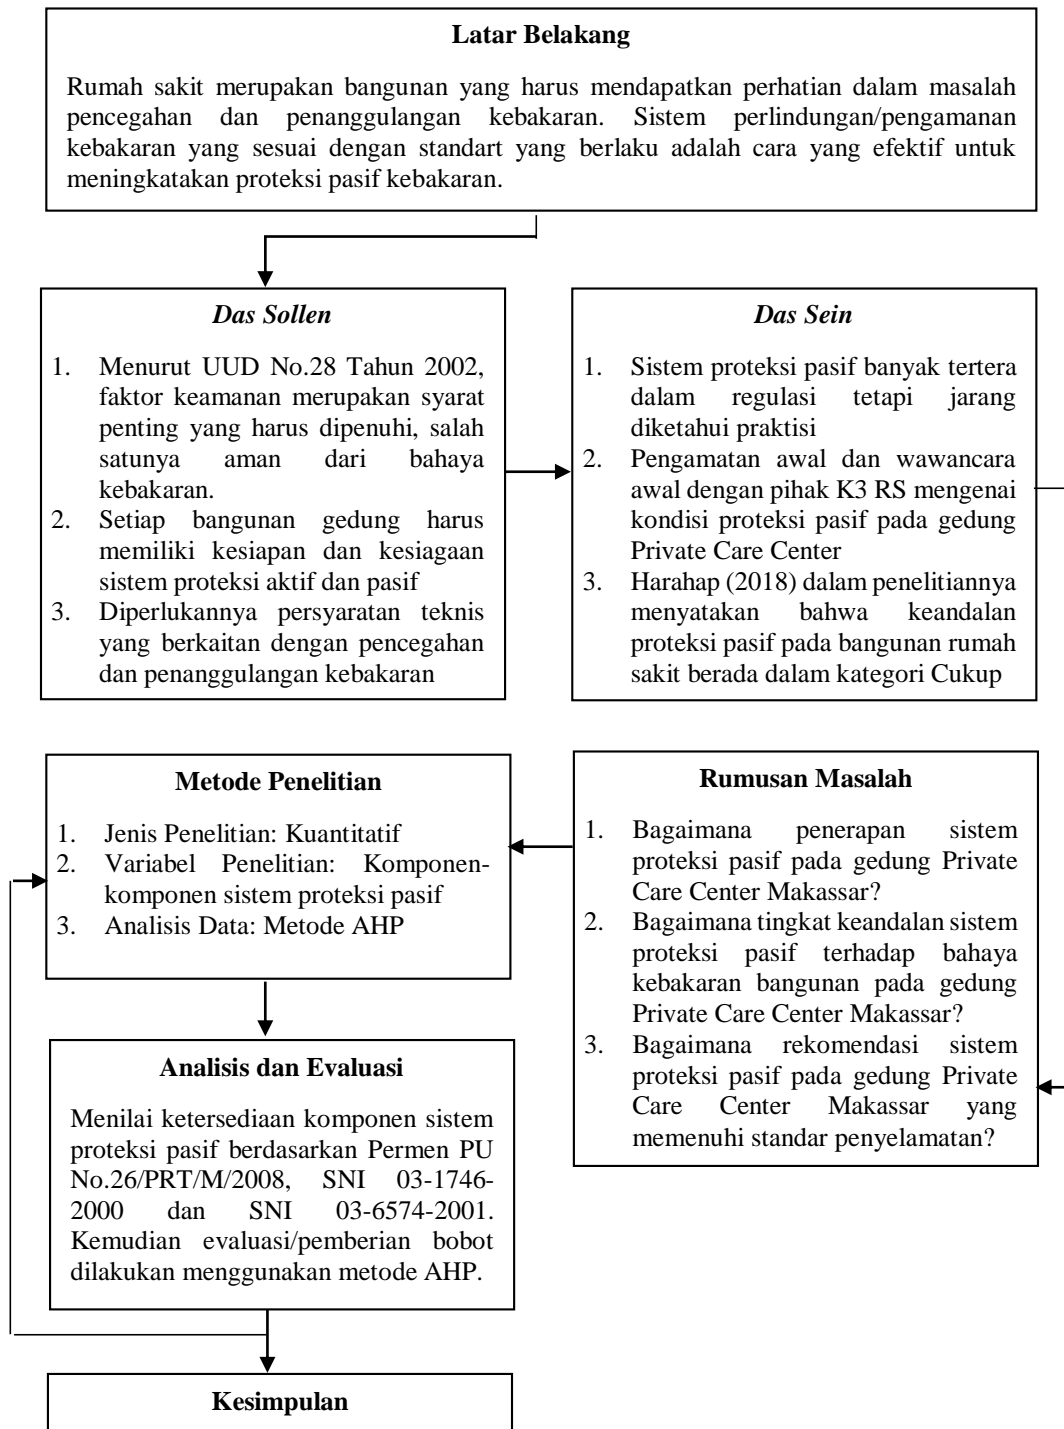 Latar Belakang
Rumah sakit merupakan bangunan yang harus mendapatkan perhatian dalam masalah
pencegahan dan penanggulangan kebakaran. Sistem perlindungan/pengamanan
kebakaran yang sesuai dengan standart yang berlaku adalah cara yang efektif untuk
meningkatakan proteksi pasif kebakaran.
Das Sollen
1. Menurut UUD No.28 Tahun 2002,
faktor keamanan merupakan syarat
penting yang harus dipenuhi, salah
satunya aman dari bahaya
kebakaran.
2. Setiap bangunan gedung harus
memiliki kesiapan dan kesiagaan
sistem proteksi aktif dan pasif
3. Diperlukannya persyaratan teknis
yang berkaitan dengan pencegahan
dan penanggulangan kebakaran
Das Sein
1. Sistem proteksi pasif banyak tertera
dalam regulasi tetapi jarang
diketahui praktisi
2. Pengamatan awal dan wawancara
awal dengan pihak K3 RS mengenai
kondisi proteksi pasif pada gedung
Private Care Center
3. Harahap (2018) dalam penelitiannya
menyatakan bahwa keandalan
proteksi pasif pada bangunan rumah
sakit berada dalam kategori Cukup
Rumusan Masalah
1. Bagaimana penerapan sistem
proteksi pasif pada gedung Private
Care Center Makassar?
2. Bagaimana tingkat keandalan sistem
proteksi pasif terhadap bahaya
kebakaran bangunan pada gedung
Private Care Center Makassar?
3. Bagaimana rekomendasi sistem
proteksi pasif pada gedung Private
Care Center Makassar yang
memenuhi standar penyelamatan?
Metode Penelitian
1. Jenis Penelitian: Kuantitatif
2. Variabel Penelitian: Komponen-
komponen sistem proteksi pasif
3. Analisis Data: Metode AHP
Analisis dan Evaluasi
Menilai ketersediaan komponen sistem
proteksi pasif berdasarkan Permen PU
No.26/PRT/M/2008, SNI 03-1746-
2000 dan SNI 03-6574-2001.
Kemudian evaluasi/pemberian bobot
dilakukan menggunakan metode AHP.
Kesimpulan